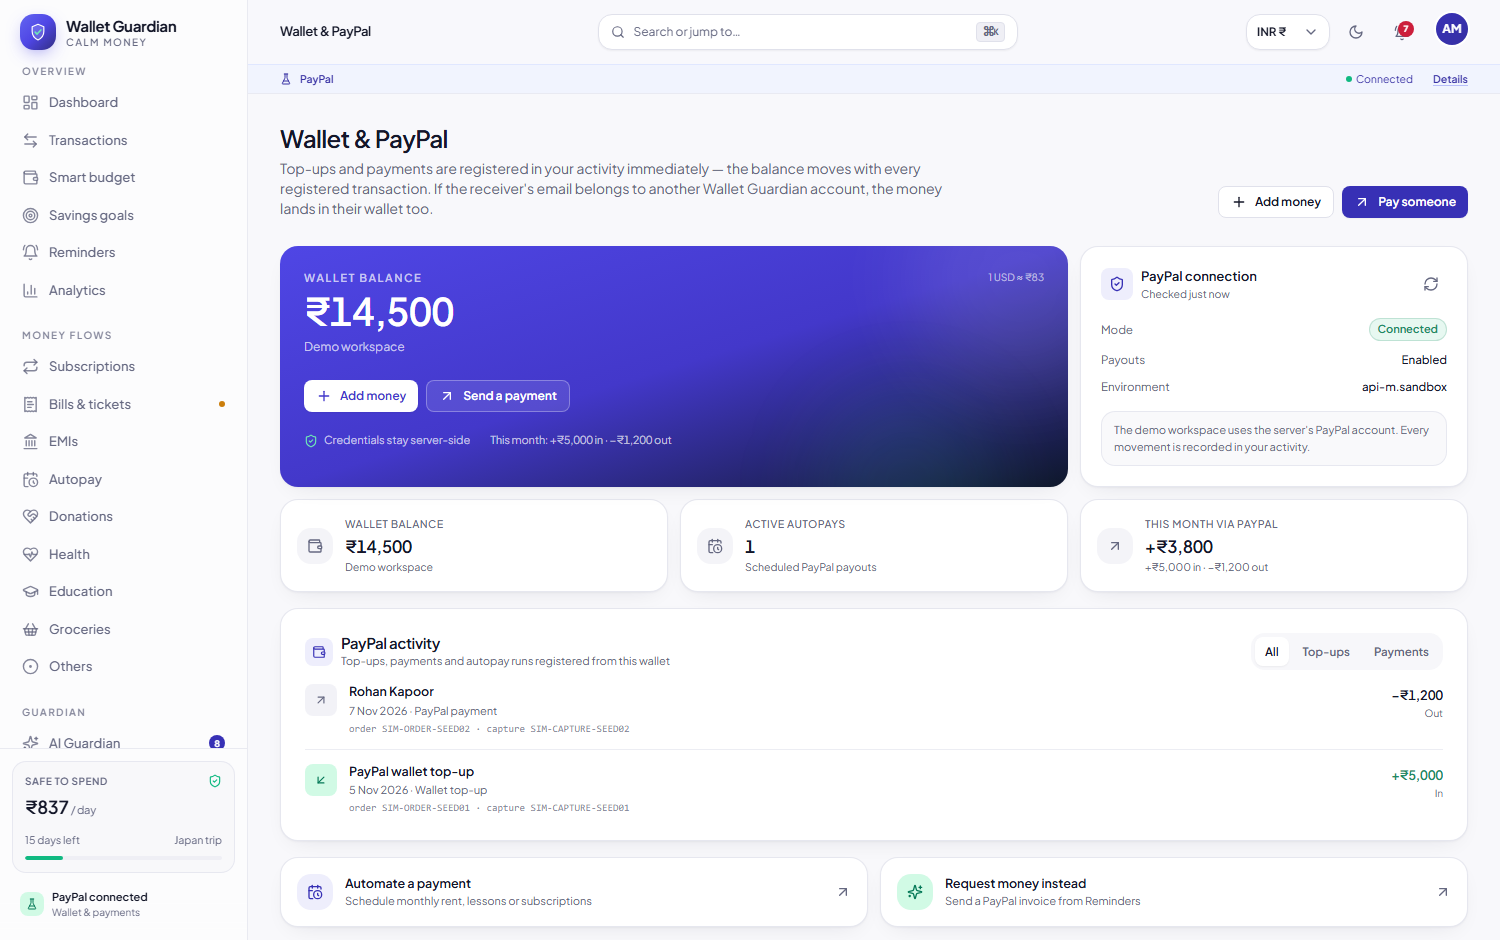 Wallet Guardian
CALM MONEY
OVERVIEW
Dashboard
Transactions
Smart budget
Savings goals
Reminders
Analytics
MONEY FLOWS
Subscriptions
Bills & tickets
EMIs
Autopay
Donations
Health
Education
Groceries
Others
GUARDIAN
AI Guardian 8
SAFE TO SPEND
₹837 / day
15 days left Japan trip
PayPal connected
Wallet & payments
Wallet & PayPal
Search or jump to...
⌘K
INR ₹
7
AM
PayPal
Connected Details
Wallet & PayPal
Top-ups and payments are registered in your activity immediately — the balance moves with every
registered transaction. If the receiver's email belongs to another Wallet Guardian account, the money
lands in their wallet too.
Add money
Pay someone
WALLET BALANCE
1 USD ≈ ₹83
₹14,500
Demo workspace
Add money
Send a payment
Credentials stay server-side This month: +₹5,000 in · −₹1,200 out
PayPal connection
Checked just now
Mode Connected
Payouts Enabled
Environment api-m.sandbox
The demo workspace uses the server's PayPal account. Every
movement is recorded in your activity.
WALLET BALANCE
₹14,500
Demo workspace
ACTIVE AUTOPAYS
1
Scheduled PayPal payouts
THIS MONTH VIA PAYPAL
+₹3,800
+₹5,000 in · −₹1,200 out
PayPal activity
Top-ups, payments and autopay runs registered from this wallet
All Top-ups Payments
Rohan Kapoor
7 Nov 2026 · PayPal payment
order SIM-ORDER-SEED02 · capture SIM-CAPTURE-SEED02
−₹1,200
Out
PayPal wallet top-up
5 Nov 2026 · Wallet top-up
order SIM-ORDER-SEED01 · capture SIM-CAPTURE-SEED01
+₹5,000
In
Automate a payment
Schedule monthly rent, lessons or subscriptions
Request money instead
Send a PayPal invoice from Reminders